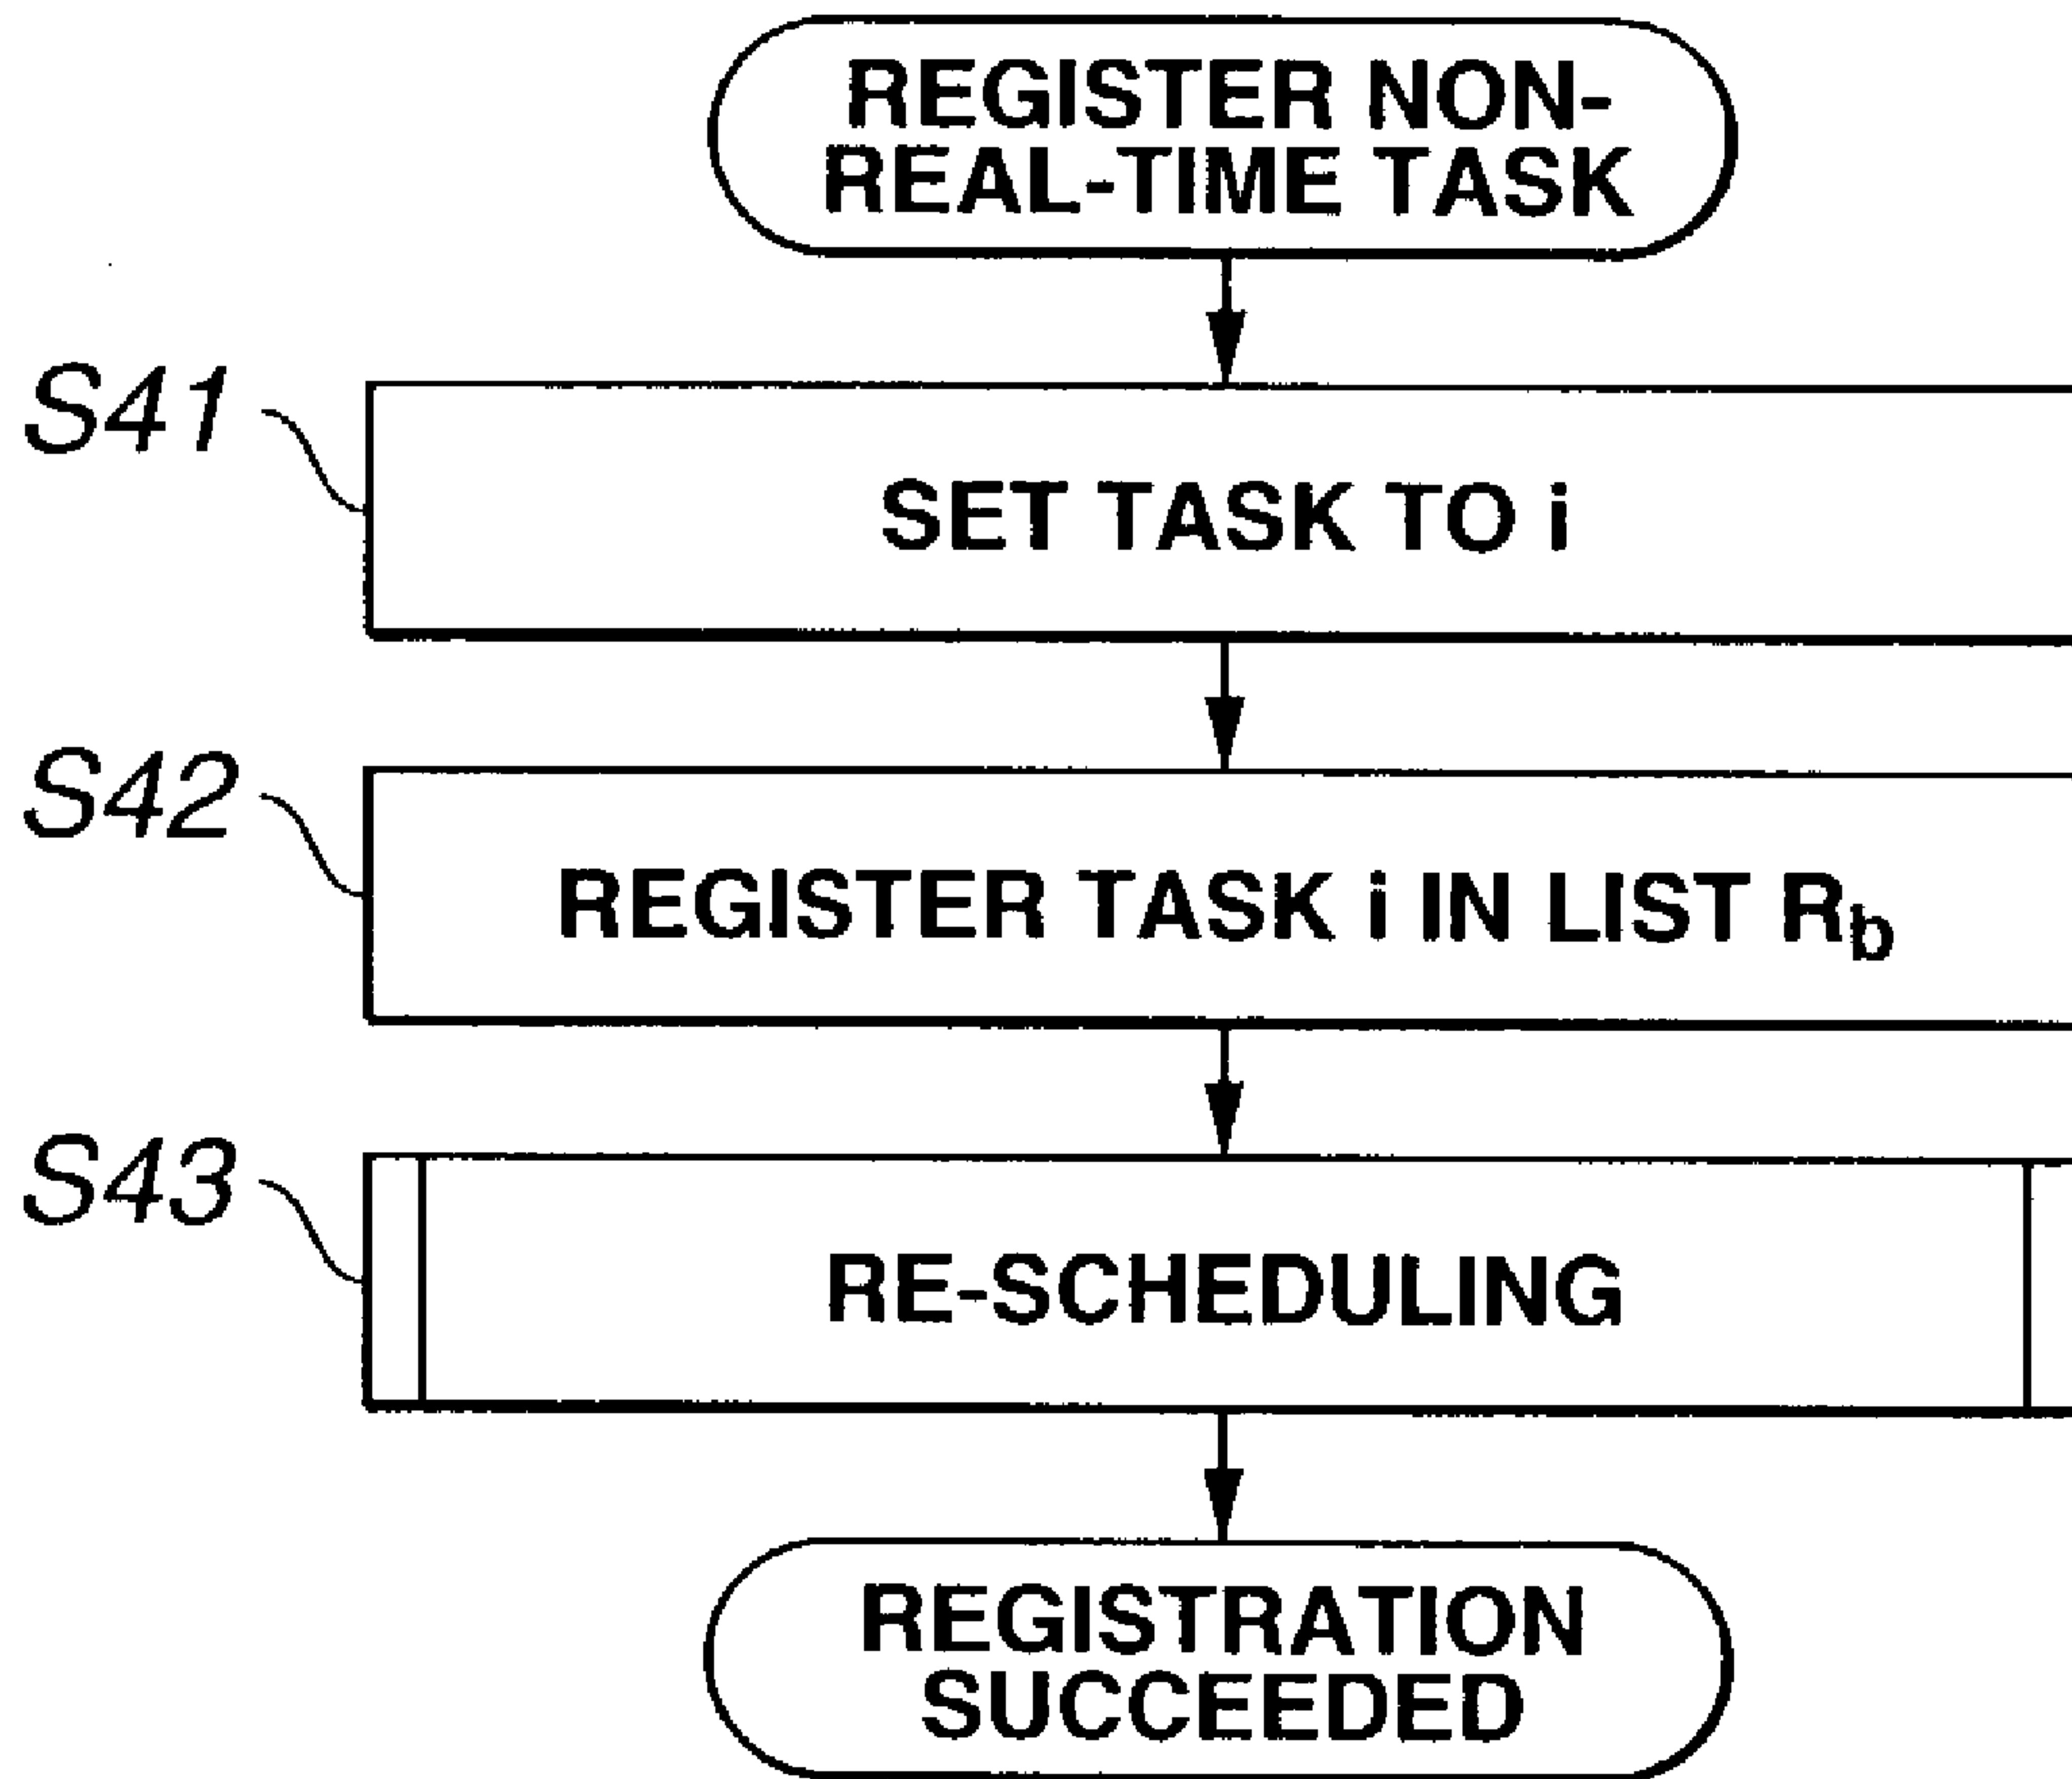 REGISTER NON-
REAL-TIME TASK
S41
SET TASK TO i
S42
REGISTER TASK i IN LIST Rb
S43
RE-SCHEDULING
REGISTRATION
SUCCEEDED